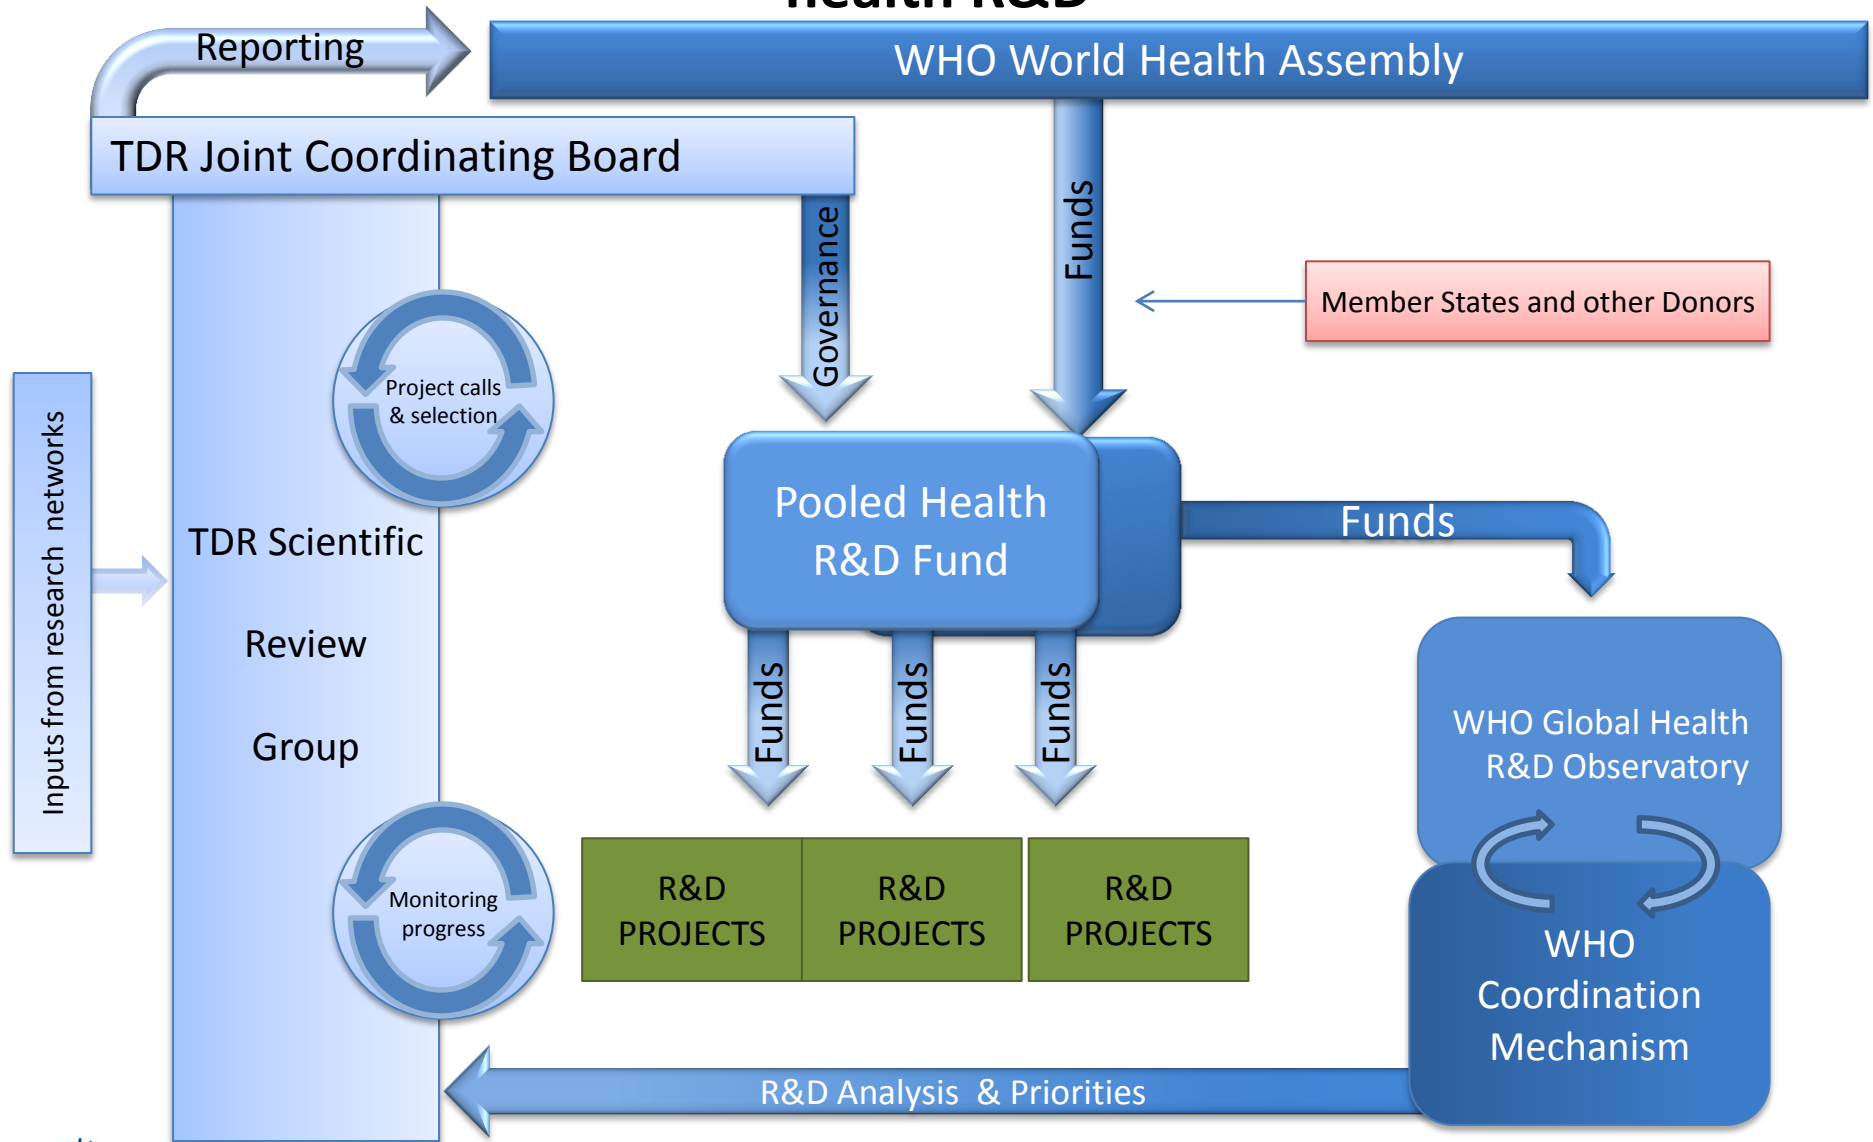 health R&D
Reporting
WHO World Health Assembly
TDR Joint Coordinating Board
Governance
Funds
Member States and other Donors
Project calls
& selection
Inputs from research networks
TDR Scientific
Review
Group
Pooled Health
R&D Fund
Funds
Funds
Funds
Funds
WHO Global Health
R&D Observatory
Monitoring
progress
R&D
PROJECTS
R&D
PROJECTS
R&D
PROJECTS
WHO
Coordination
Mechanism
R&D Analysis & Priorities